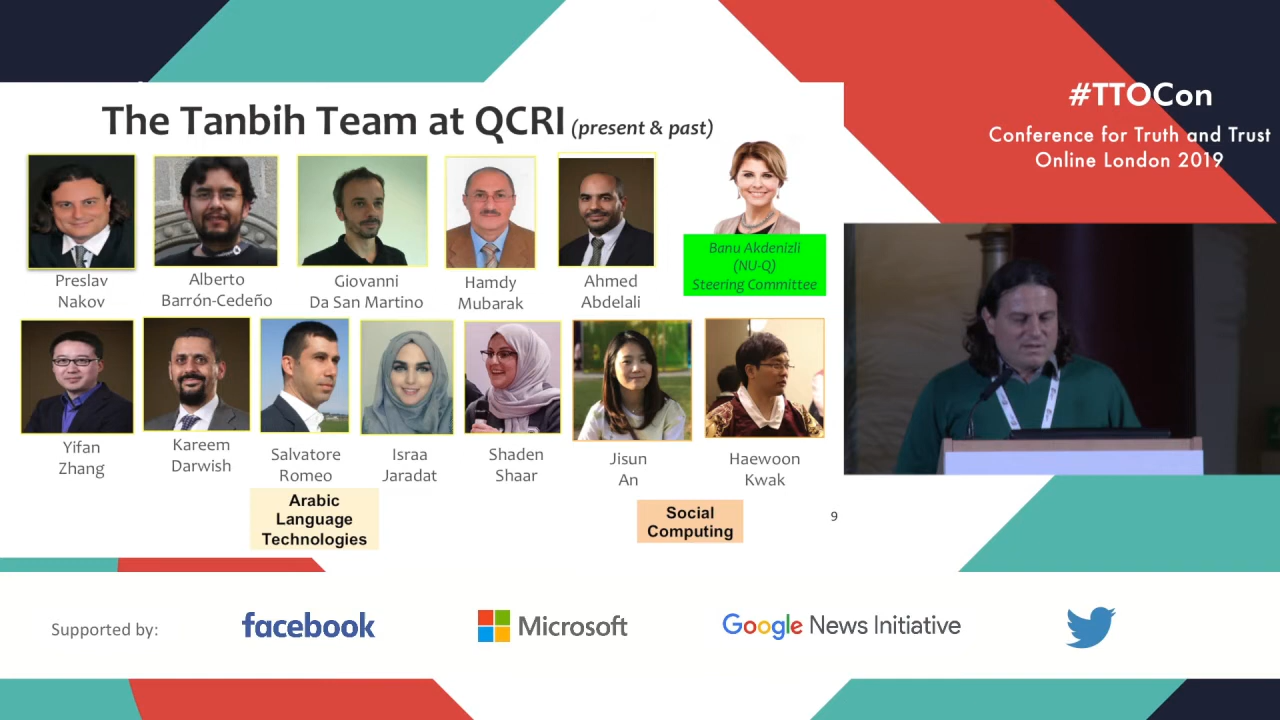 The Tanbih Team at QCRI (present & past)
#TTOCon
Conference for Truth and Trust
Online London 2019
Preslav
Nakov
Alberto
Barrón-Cedeño
Giovanni
Da San Martino
Hamdy
Mubarak
Ahmed
Abdelali
Banu Akdenizli
(NU-Q)
Steering Committee
Yifan
Zhang
Kareem
Darwish
Salvatore
Romeo
Israa
Jaradat
Shaden
Shaar
Jisun
An
Haewoon
Kwak
Arabic
Language
Technologies
Social
Computing
9
Supported by:
facebook
Microsoft
Google News Initiative